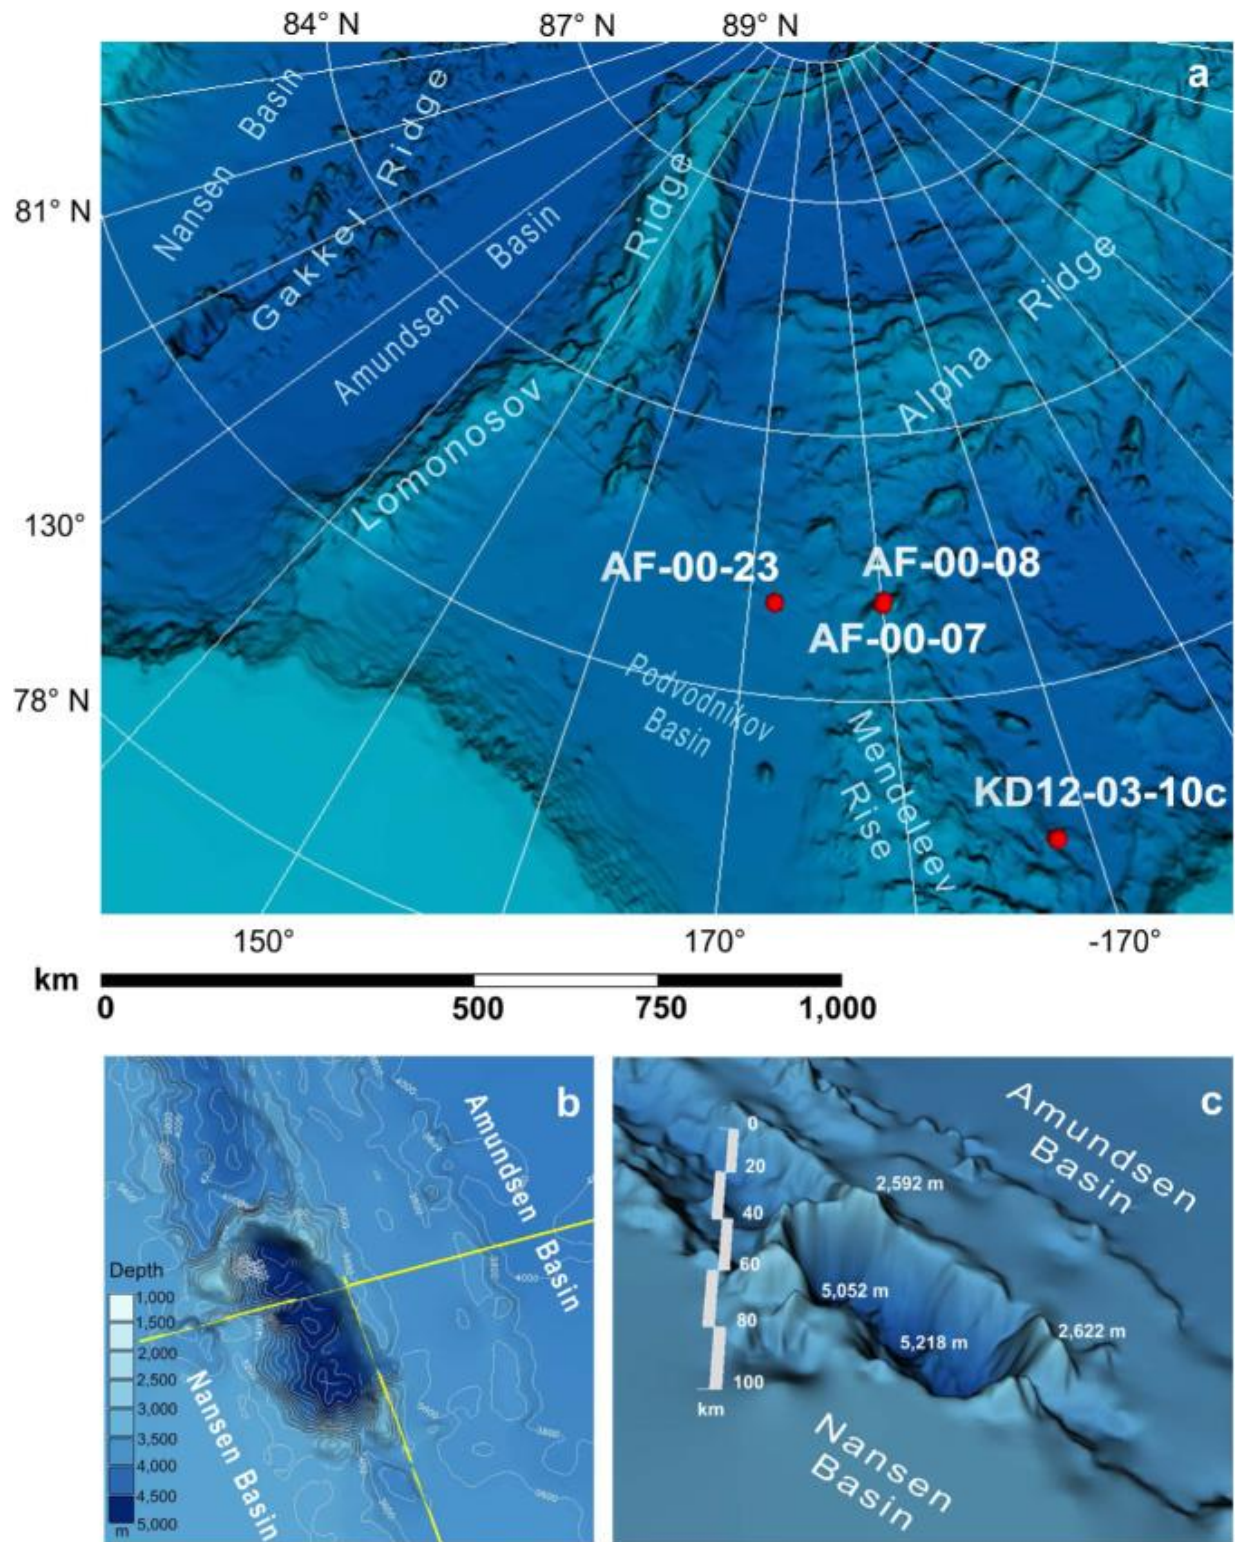 84° N
87° N
89° N
a
Nansen Basin
Gakkel Ridge
Amundsen Basin
Lomonosov Ridge
Alpha Ridge
81° N
130°
78° N
AF-00-23
AF-00-08
AF-00-07
Podvodnikov
Basin
Mendeleev
Rise
KD12-03-10c
150°
170°
-170°
km
0
500
750
1,000
b
Amundsen
Basin
Nansen Basin
Depth
1,000
1,500
2,000
2,500
3,000
3,500
4,000
4,500
5,000
m
c
Amundsen
Basin
0
20
40
60
80
100
km
2,592 m
5,052 m
5,218 m
2,622 m
Nansen
Basin